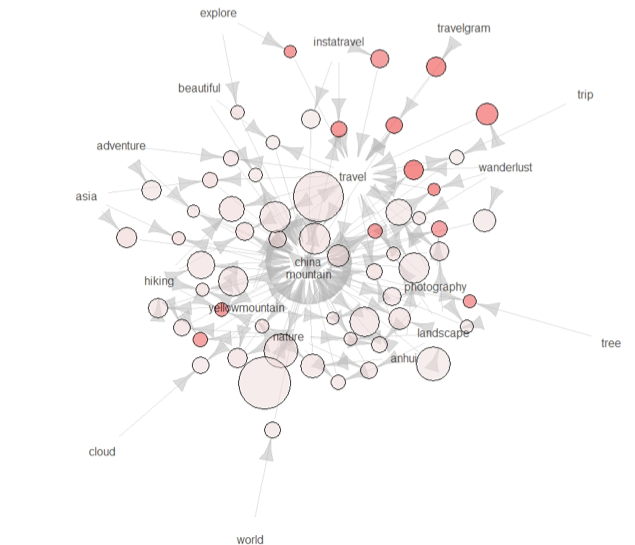 explore
travelgram
instatravel
beautiful
trip
adventure
wanderlust
travel
asia
china
mountain
hiking
photography
yellowmountain
landscape
nature
tree
anhui
cloud
world